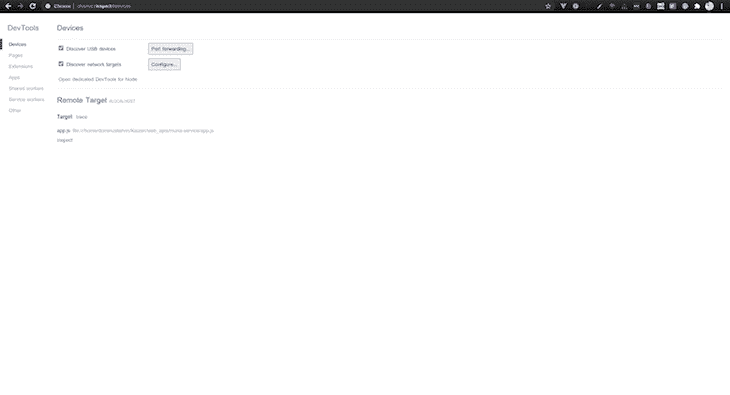 Chrome | chrome://inspect/#devices
DevTools
Devices
Pages
Extensions
Apps
Shared workers
Service workers
Other
Devices
Discover USB devices Port forwarding...
Discover network targets Configure...
Open dedicated DevTools for Node
Remote Target #LOCALHOST
Target trace
app.js
inspect